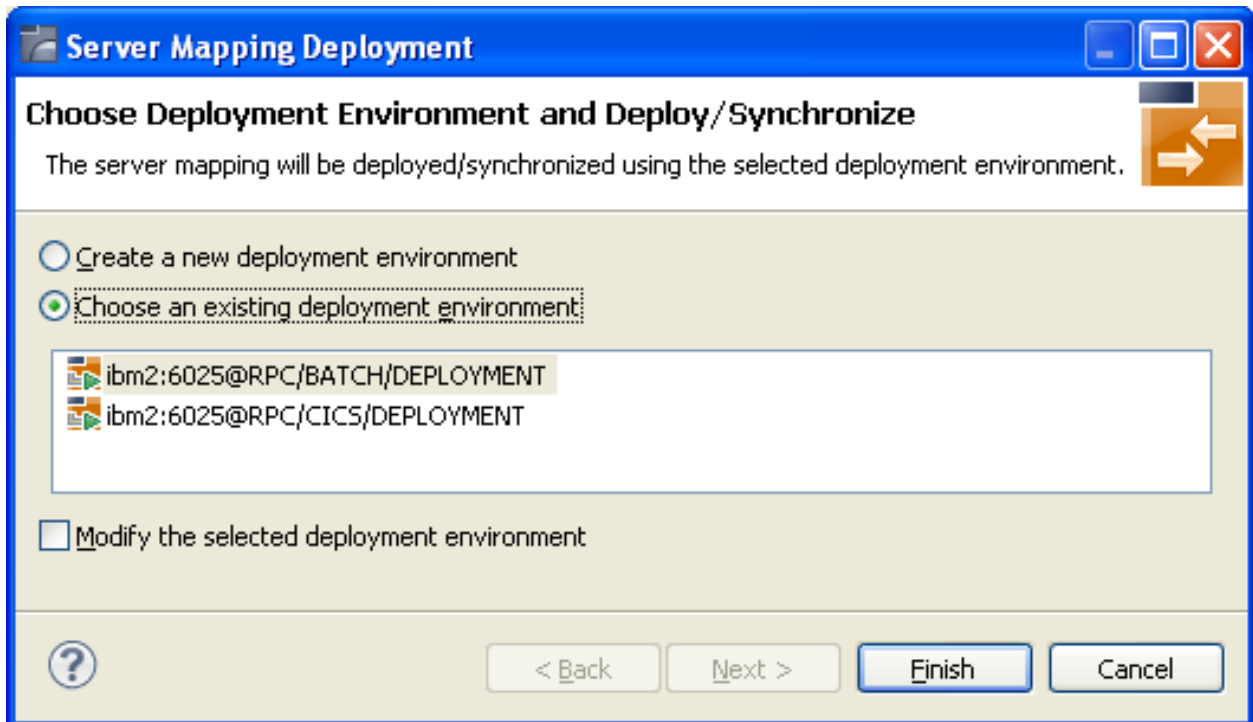 Server Mapping Deployment
Choose Deployment Environment and Deploy/Synchronize
The server mapping will be deployed/synchronized using the selected deployment environment.
Create a new deployment environment
Choose an existing deployment environment
ibm2:6025@RPC/BATCH/DEPLOYMENT
ibm2:6025@RPC/CICS/DEPLOYMENT
Modify the selected deployment environment
? < Back Next > Finish Cancel